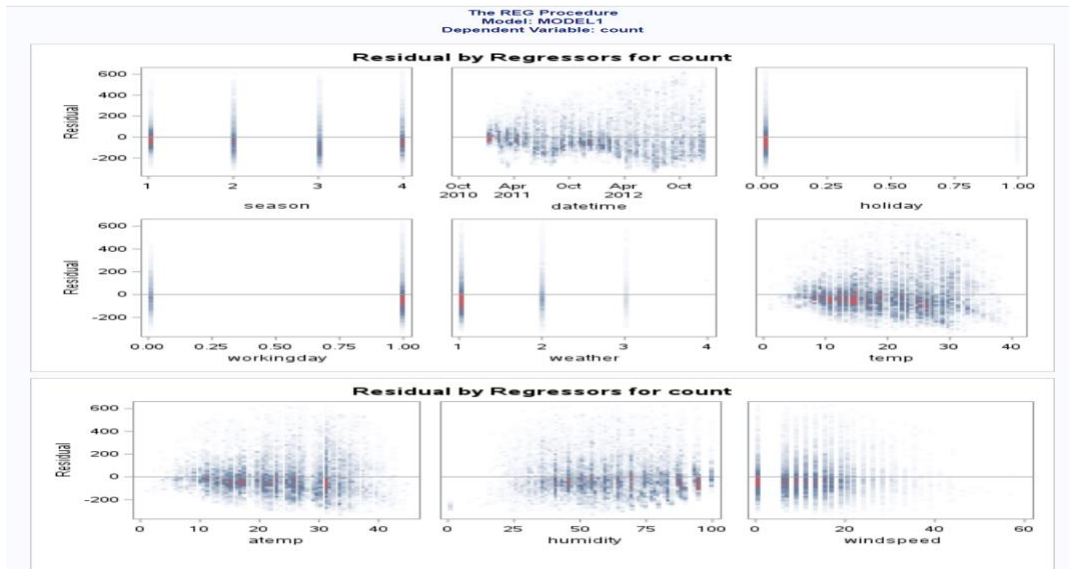 The REG Procedure
Model: MODEL1
Dependent Variable: count
Residual by Regressors for count
Residual
600
400
200
0
-200
1 2 3 4
season
Oct 2010 Apr 2011 Oct Apr 2012 Oct
datetime
0.00 0.25 0.50 0.75 1.00
holiday
Residual
600
400
200
0
-200
0.00 0.25 0.50 0.75 1.00
workingday
1 2 3 4
weather
0 10 20 30 40
temp
Residual by Regressors for count
Residual
600
400
200
0
-200
0 10 20 30 40
atemp
0 25 50 75 100
humidity
0 20 40 60
windspeed